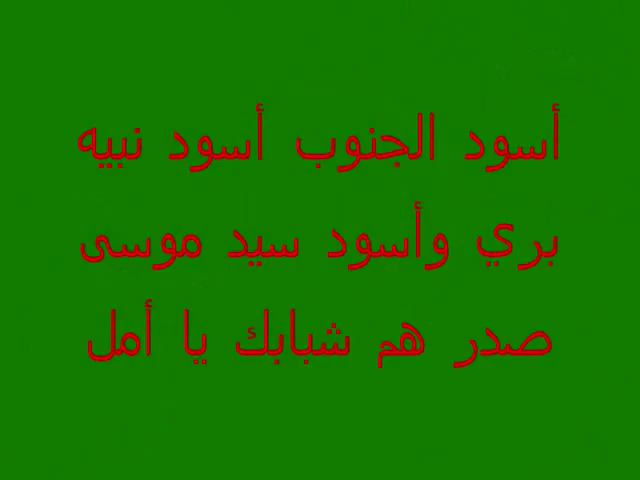 أسود الجنوب أسود نبيه
بري وأسود سيد موسى
صدر هم شبابك يا أمل